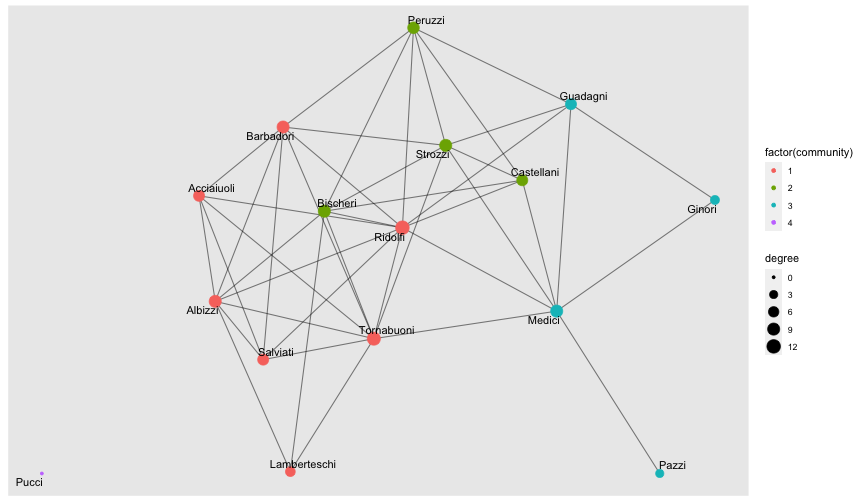 Peruzzi
Guadagni
Barbadori
Strozzi
Castellani
Acciaiuoli
Bischeri
Ginori
Ridolfi
Albizzi
Medici
Tornabuoni
Salviati
Lamberteschi
Pazzi
Pucci
factor(community)
1
2
3
4
degree
0
3
6
9
12